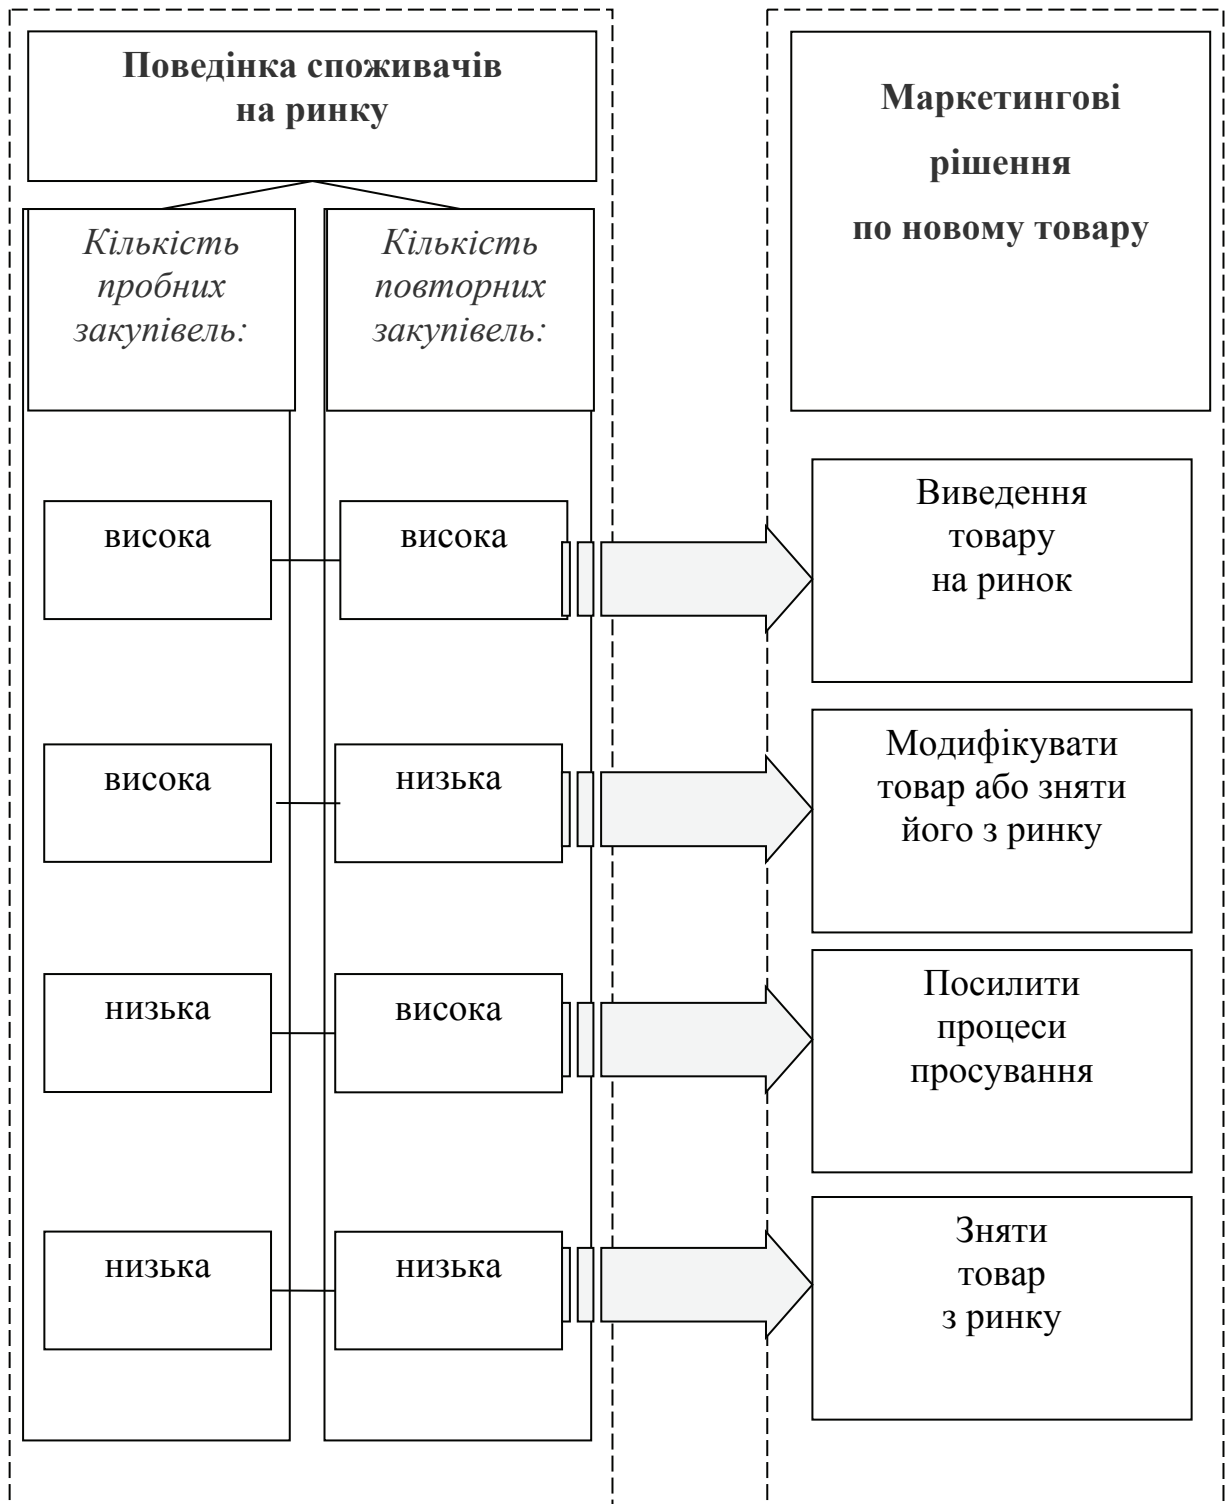 Поведінка споживачів
на ринку
Маркетингові
рішення
по новому товару
Кількість
пробних
закупівель:
Кількість
повторних
закупівель:
висока
висока
Виведення
товару
на ринок
висока
низька
Модифікувати
товар або зняти
його з ринку
низька
висока
Посилити
процеси
просування
низька
низька
Зняти
товар
з ринку